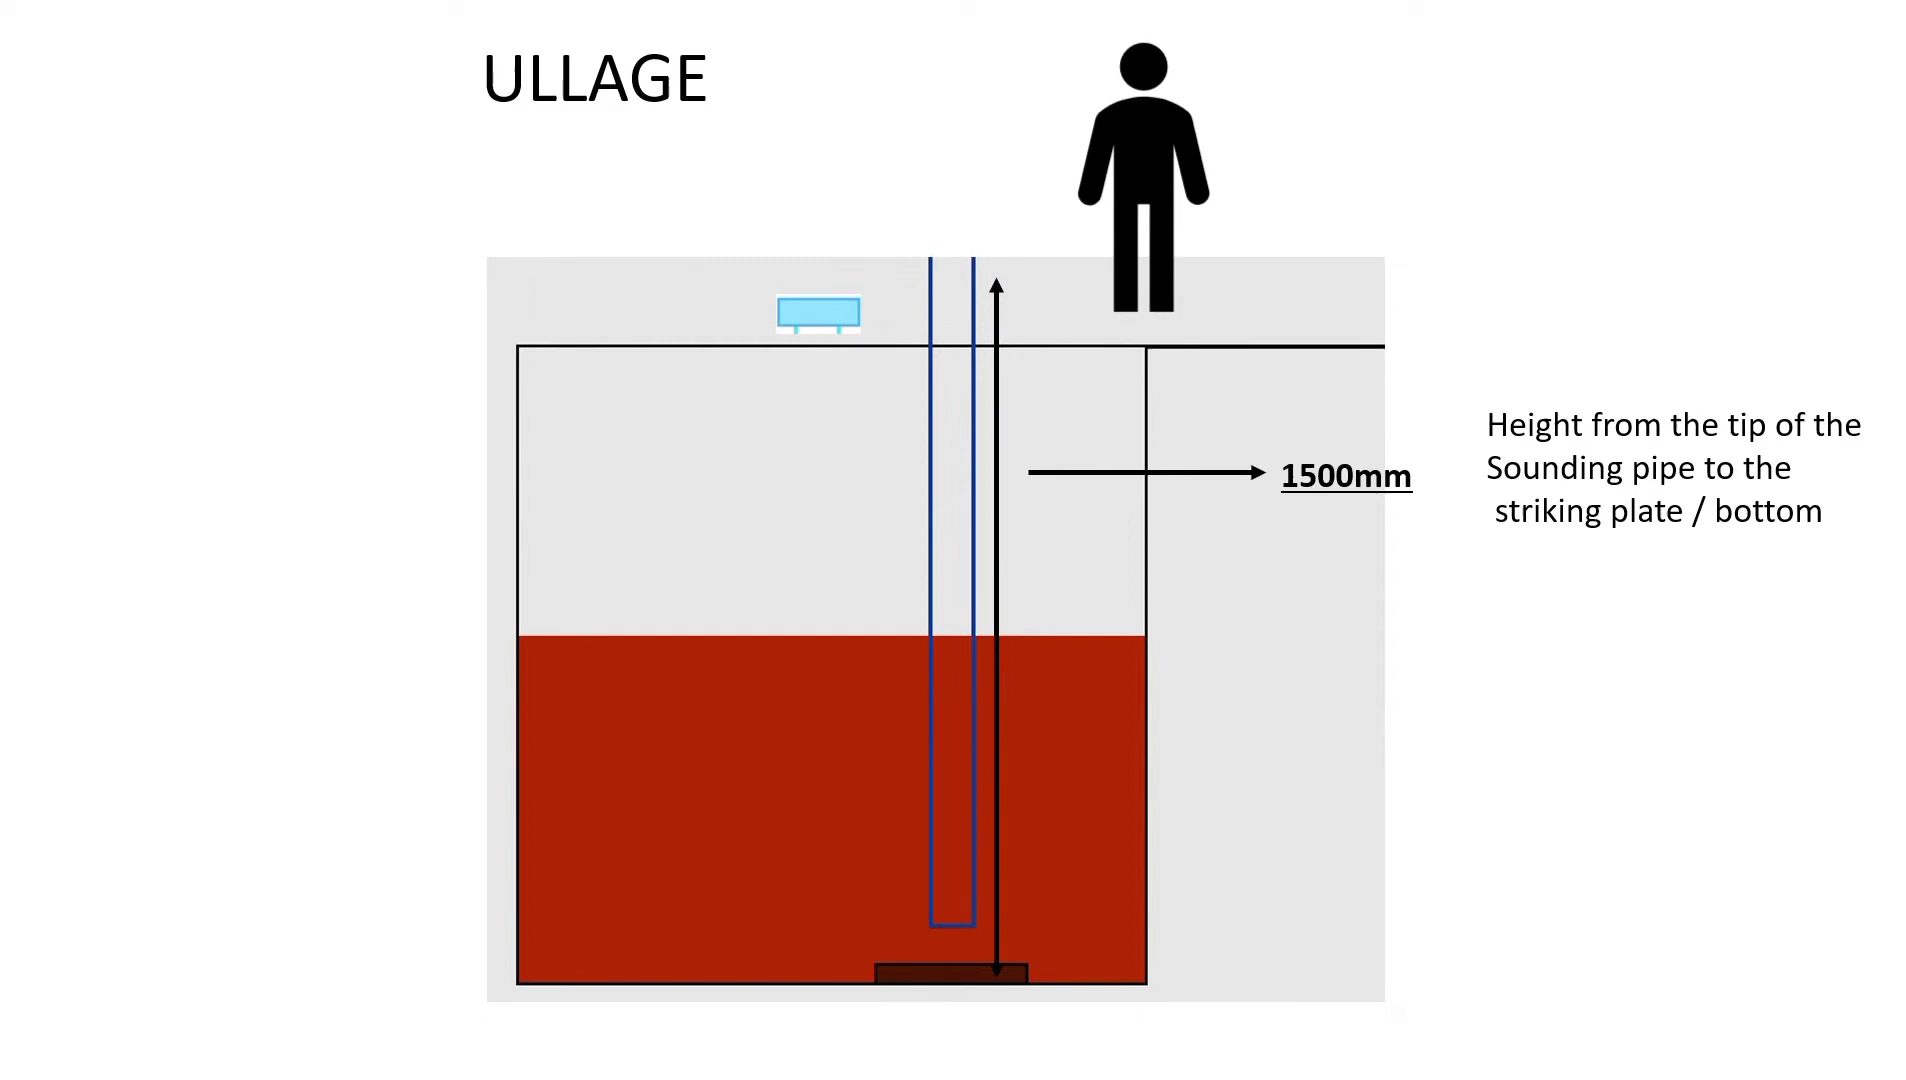 ULLAGE
1500mm
Height from the tip of the
Sounding pipe to the
striking plate / bottom